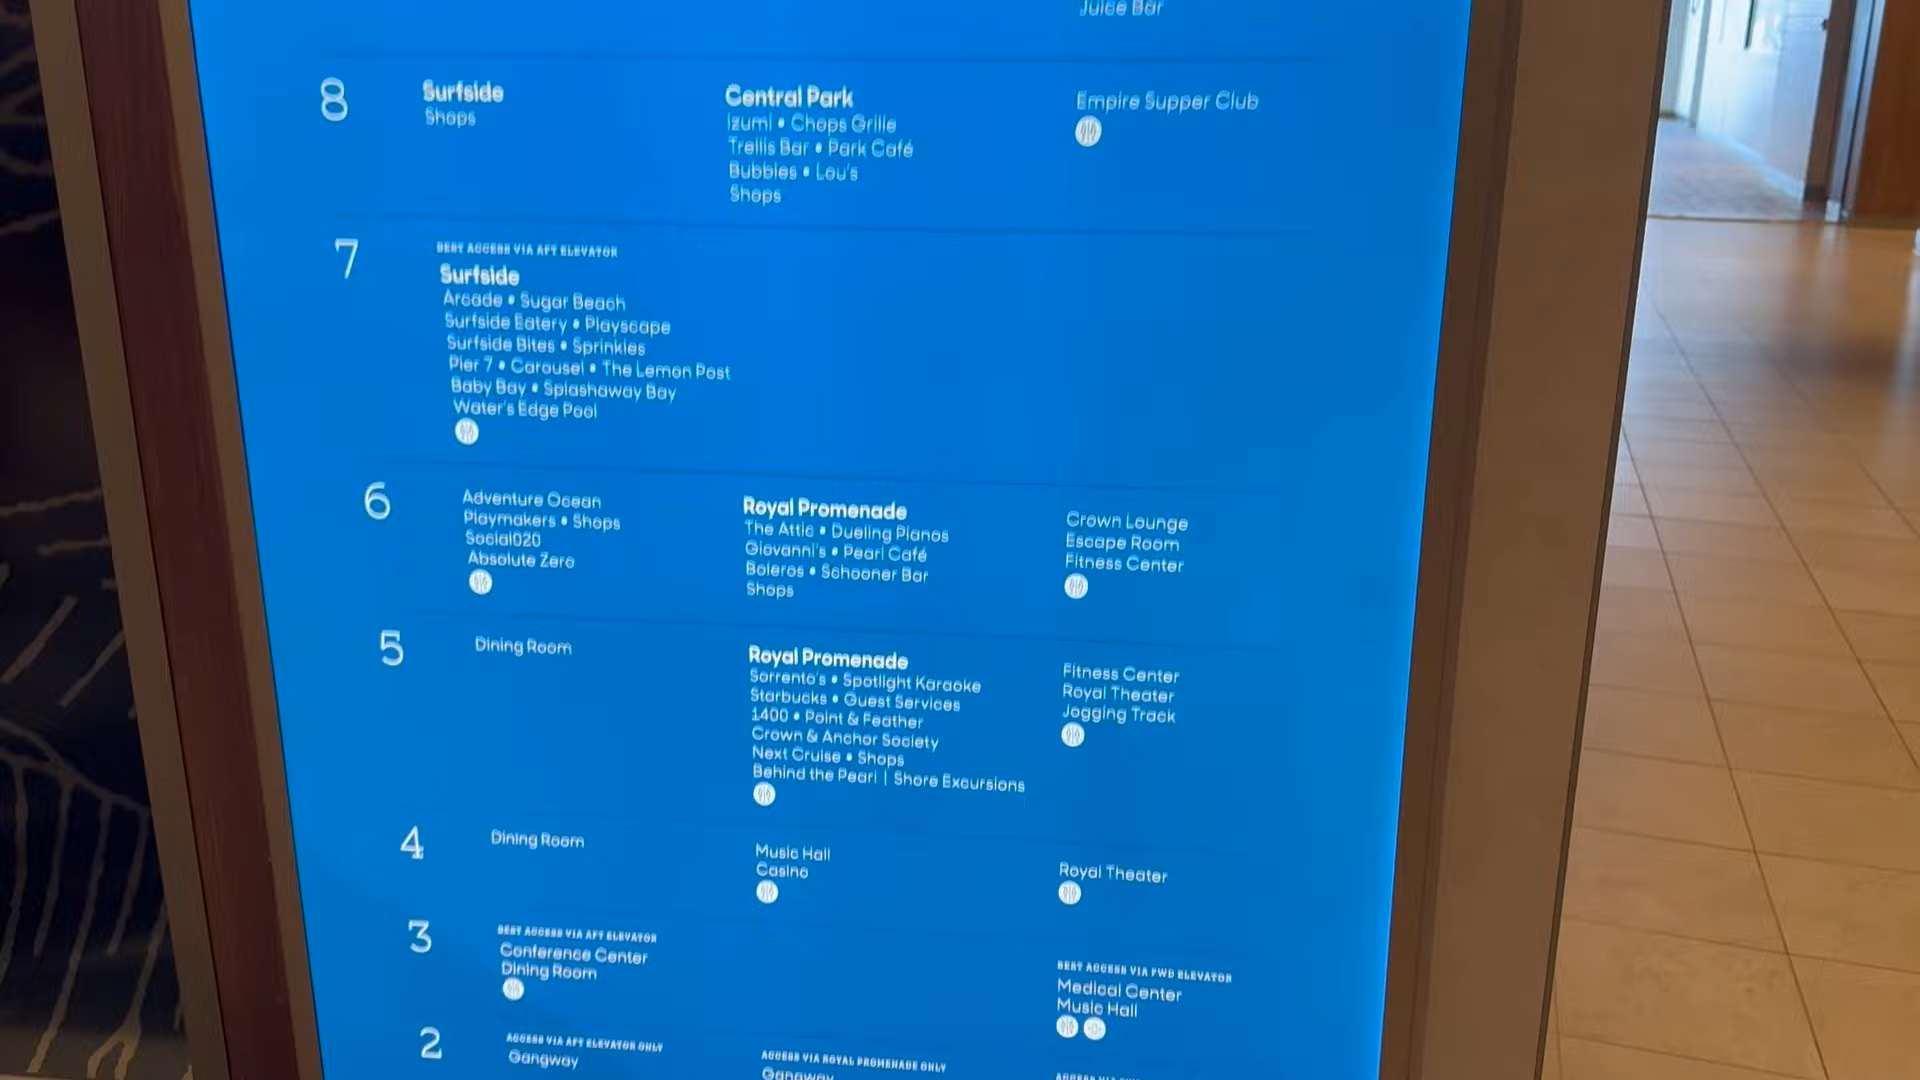 Juice Bar
8
Surfside
Shops
Central Park
Izumi • Chops Grille
Trellis Bar • Park Café
Bubbles • Lou's
Shops
Empire Supper Club
7
BEST ACCESS VIA AFT ELEVATOR
Surfside
Arcade • Sugar Beach
Surfside Eatery • Playscape
Surfside Bites • Sprinkles
Pier 7 • Carousel • The Lemon Post
Baby Bay • Splashaway Bay
Water's Edge Pool
6
Adventure Ocean
Playmakers • Shops
Social020
Absolute Zero
Royal Promenade
The Attic • Dueling Pianos
Giovanni's • Pearl Café
Boleros • Schooner Bar
Shops
Crown Lounge
Escape Room
Fitness Center
5
Dining Room
Royal Promenade
Sorrento's • Spotlight Karaoke
Starbucks • Guest Services
1400 • Point & Feather
Crown & Anchor Society
Next Cruise • Shops
Behind the Pearl | Shore Excursions
Fitness Center
Royal Theater
Jogging Track
4
Dining Room
Music Hall
Casino
Royal Theater
3
BEST ACCESS VIA AFT ELEVATOR
Conference Center
Dining Room
BEST ACCESS VIA FWD ELEVATOR
Medical Center
Music Hall
2
ACCESS VIA AFT ELEVATOR ONLY
Gangway
ACCESS VIA ROYAL PROMENADE ONLY
Gangway